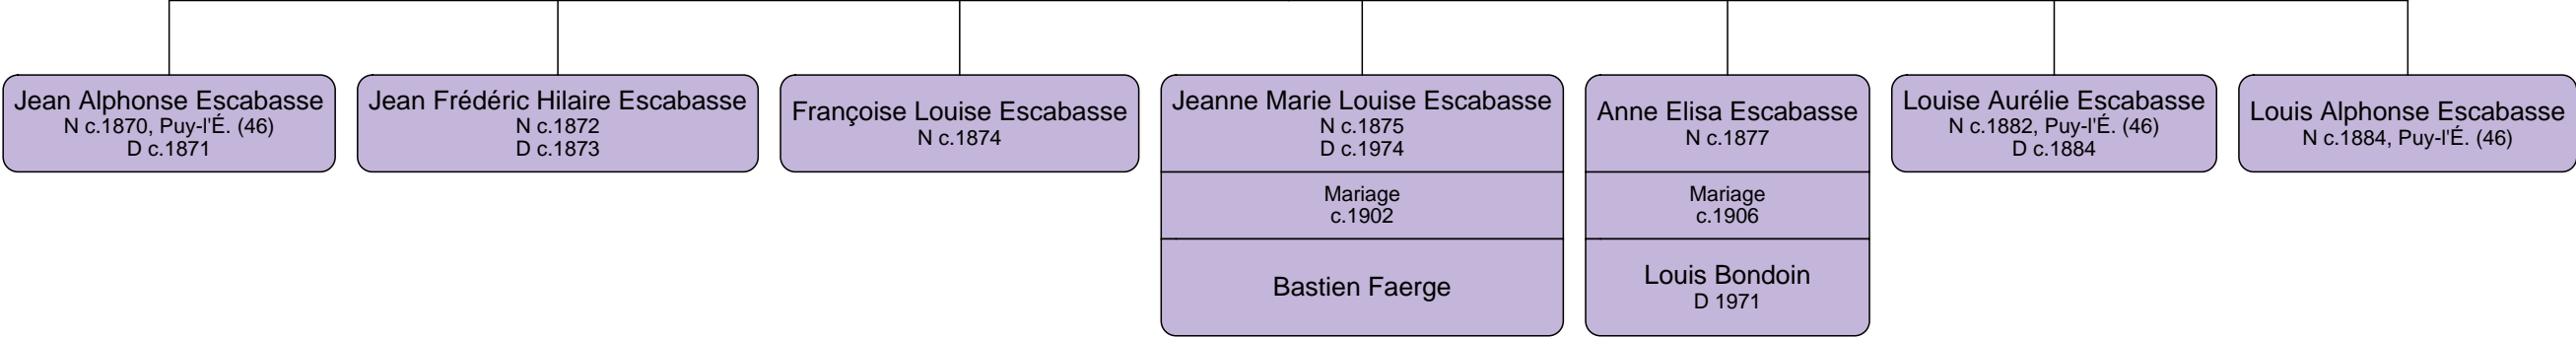 Jean Alphonse Escabasse
N c.1870, Puy-l'É. (46)
D c.1871
Jean Frédéric Hilaire Escabasse
N c.1872
D c.1873
Françoise Louise Escabasse
N c.1874
Jeanne Marie Louise Escabasse
N c.1875
D c.1974
Mariage
c.1902
Bastien Faerge
Anne Elisa Escabasse
N c.1877
Mariage
c.1906
Louis Bondoin
D 1971
Louise Aurélie Escabasse
N c.1882, Puy-l'É. (46)
D c.1884
Louis Alphonse Escabasse
N c.1884, Puy-l'É. (46)